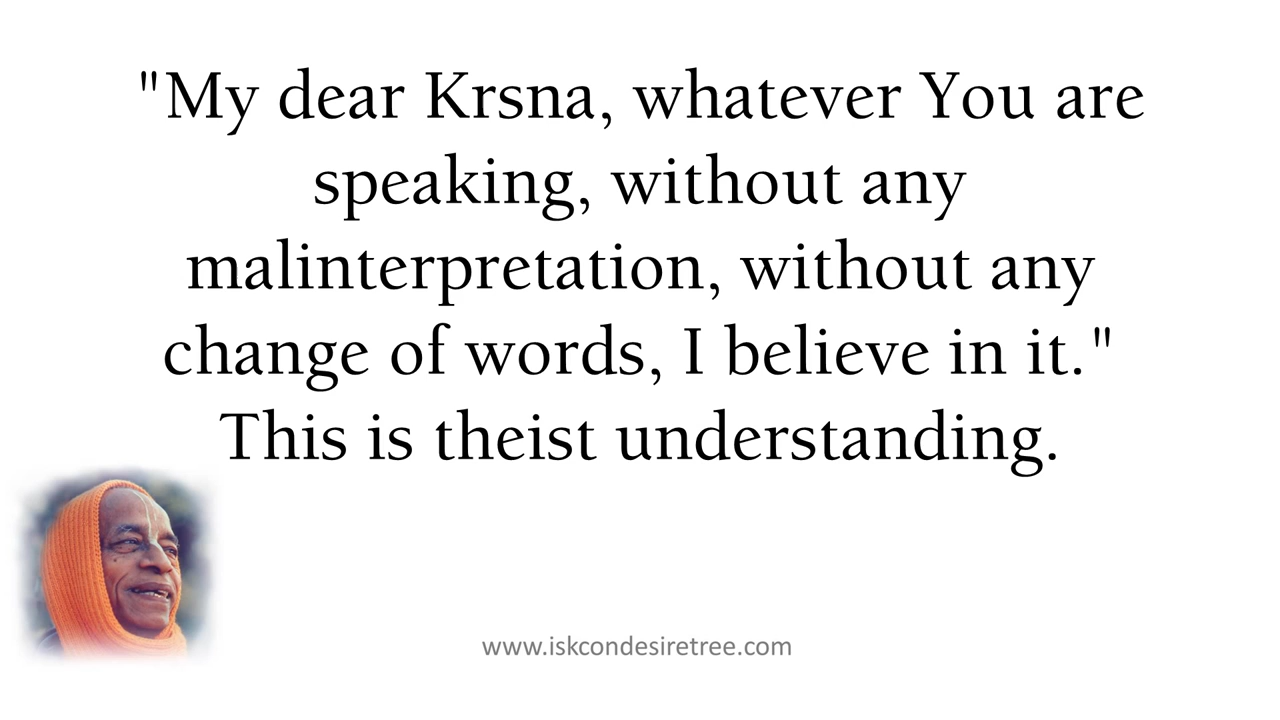 "My dear Krsna, whatever You are
speaking, without any
malinterpretation, without any
change of words, I believe in it."
This is theist understanding.
www.iskcondesiretree.com